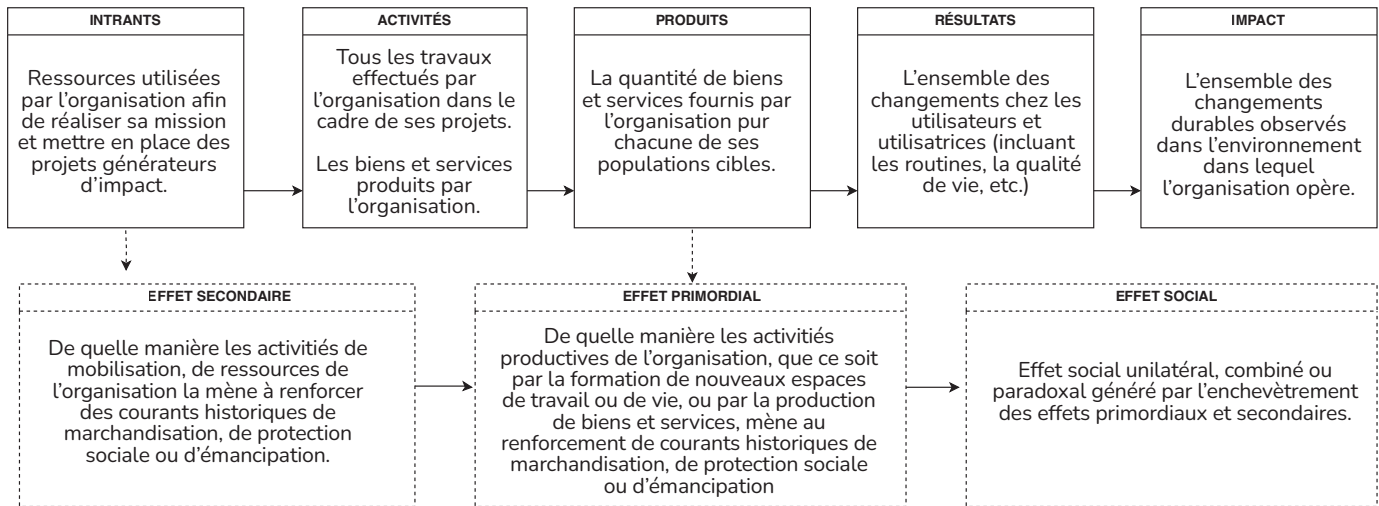 INTRANTS
Ressources utilisées
par l'organisation afin
de réaliser sa mission
et mettre en place des
projets générateurs
d'impact.
ACTIVITÉS
Tous les travaux
effectués par
l'organisation dans le
cadre de ses projets.
Les biens et services
produits par
l'organisation.
PRODUITS
La quantité de biens
et services fournis par
l'organisation pur
chacune de ses
populations cibles.
RÉSULTATS
L'ensemble des
changements chez les
utilisateurs et
utilisatrices (incluant
les routines, la qualité
de vie, etc.)
IMPACT
L'ensemble des
changements
durables observés
dans l'environnement
dans lequel
l'organisation opère.
EFFET SECONDAIRE
De quelle manière les activitiés de
mobilisation, de ressources de
l'organisation la mène à renforcer
des courants historiques de
marchandisation, de protection
sociale ou d'émancipation.
EFFET PRIMORDIAL
De quelle manière les activitiés
productives de l'organisation, que ce soit
par la formation de nouveaux espaces
de travail ou de vie, ou par la production
de biens et services, mène au
renforcement de courants historiques de
marchandisation, de protection sociale
ou d'émancipation
EFFET SOCIAL
Effet social unilatéral, combiné ou
paradoxal généré par l'enchevètrement
des effets primordiaux et secondaires.